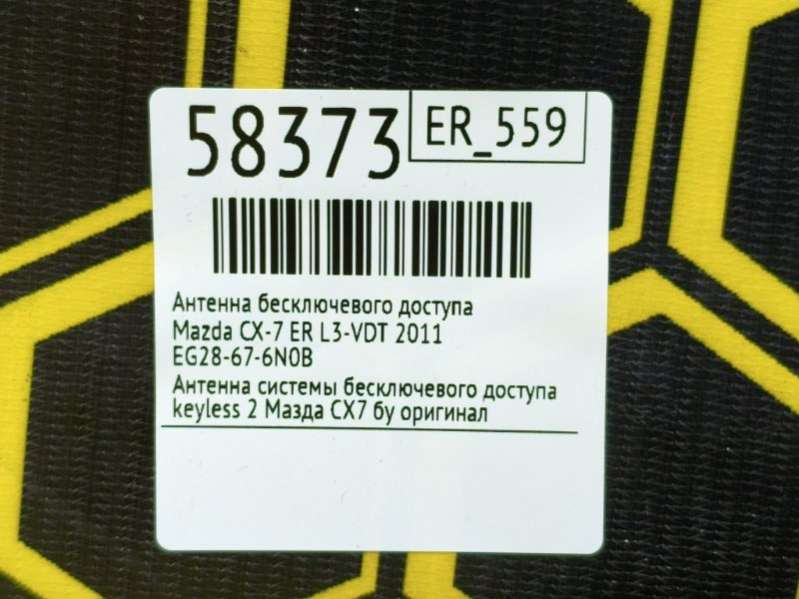 58373
ER_559
Антенна бесключевого доступа
Mazda CX-7 ER L3-VDT 2011
EG28-67-6N0B
Антенна системы бесключевого доступа
keyless 2 Мазда СХ7 бу оригинал